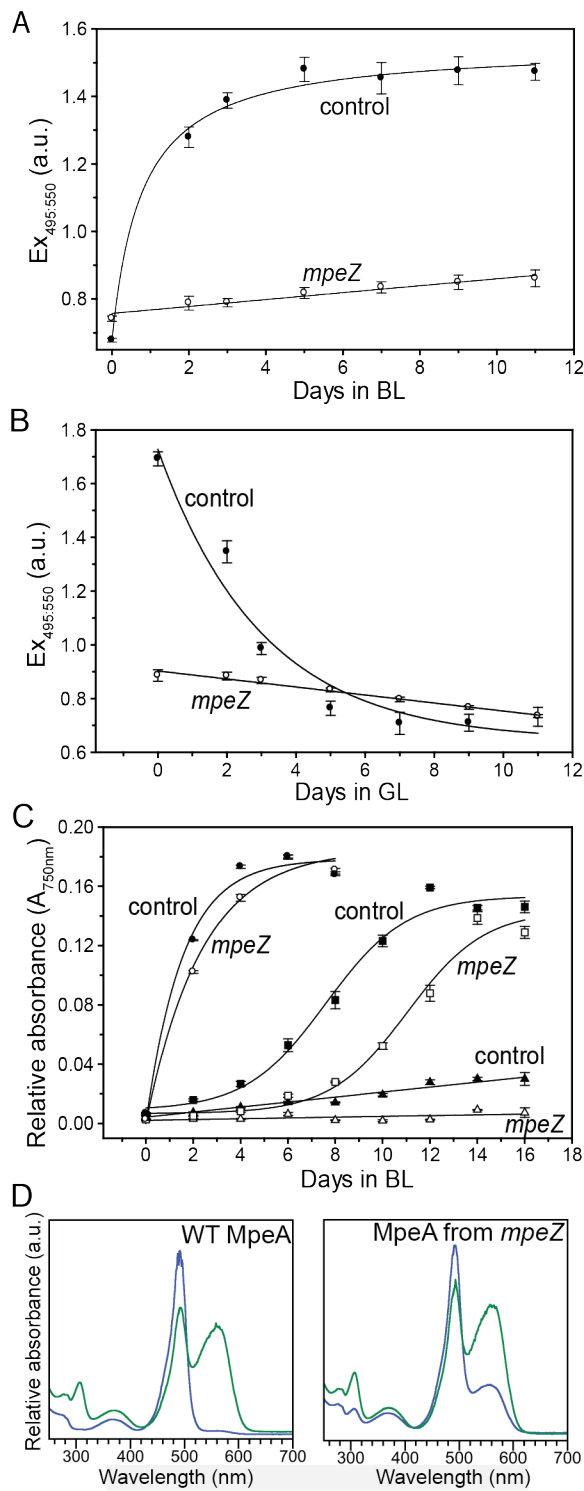 A
1.6
1.4
1.2
1.0
0.8
Ex495:550 (a.u.)
control
mpeZ
0 2 4 6 8 10 12
Days in BL
B
1.8
1.6
1.4
1.2
1.0
0.8
0.6
Ex495:550 (a.u.)
control
mpeZ
0 2 4 6 8 10 12
Days in GL
C
0.20
0.16
0.12
0.08
0.04
0.00
Relative absorbance (A750nm)
control
mpeZ
control
mpeZ
control
mpeZ
0 2 4 6 8 10 12 14 16
Days in BL
D
Relative absorbance (a.u.)
WT MpeA
300 400 500 600 700
Wavelength (nm)
MpeA from mpeZ
300 400 500 600 700
Wavelength (nm)